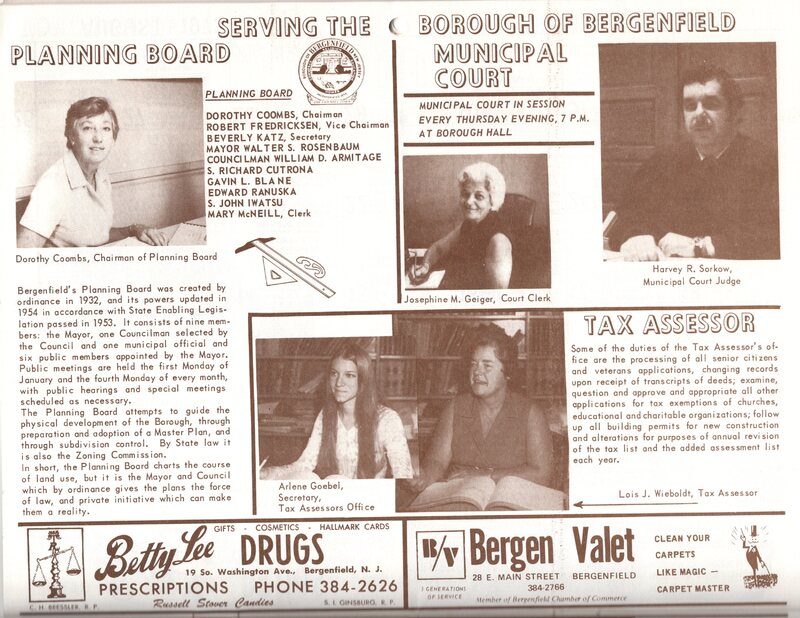 SERVING THE BOROUGH OF BERGENFIELD
PLANNING BOARD
BERGENFIELD
PLANNING BOARD
DOROTHY COOMBS, Chairman
ROBERT FREDRICKSEN, Vice Chairman
BEVERLY KATZ, Secretary
MAYOR WALTER S. ROSENBAUM
COUNCILMAN WILLIAM D. ARMITAGE
S. RICHARD CUTRONA
GAVIN L. BLANE
EDWARD RANUSKA
S. JOHN IWATSU
MARY McNEILL, Clerk
Dorothy Coombs, Chairman of Planning Board
Bergenfield's Planning Board was created by
ordinance in 1932, and its powers updated in
1954 in accordance with State Enabling Legis-
lation passed in 1953. It consists of nine mem-
bers: the Mayor, one Councilman selected by
the Council and one municipal official and
six public members appointed by the Mayor.
Public meetings are held the first Monday of
January and the fourth Monday of every month,
with public hearings and special meetings
scheduled as necessary.
The Planning Board attempts to guide the
physical development of the Borough, through
preparation and adoption of a Master Plan, and
through subdivision control. By State law it
is also the Zoning Commission.
In short, the Planning Board charts the course
of land use, but it is the Mayor and Council
which by ordinance gives the plans the force
of law, and private initiative which can make
them a reality.
MUNICIPAL
COURT
MUNICIPAL COURT IN SESSION
EVERY THURSDAY EVENING, 7 P.M.
AT BOROUGH HALL
Josephine M. Geiger, Court Clerk
Harvey R. Sorkow,
Municipal Court Judge
TAX ASSESSOR
Some of the duties of the Tax Assessor's of-
fice are the processing of all senior citizens
and veterans applications, changing records
upon receipt of transcripts of deeds; examine,
question and approve and appropriate all other
applications for tax exemptions of churches,
educational and charitable organizations; follow
up all building permits for new construction
and alterations for purposes of annual revision
of the tax list and the added assessment list
each year.
Arlene Goebel,
Secretary,
Tax Assessors Office
Lois J. Wieboldt, Tax Assessor
GIFTS - COSMETICS - HALLMARK CARDS
Betty Lee DRUGS
19 So. Washington Ave., Bergenfield, N. J.
PRESCRIPTIONS PHONE 384-2626
C. H. BRESSLER, R. P. Russell Stover Candies S. I. GINSBURG, R. P.
B/V
3 GENERATIONS
OF SERVICE
Bergen Valet
28 E. MAIN STREET BERGENFIELD
384-2766
Member of Bergenfield Chamber of Commerce
CLEAN YOUR
CARPETS
LIKE MAGIC —
CARPET MASTER